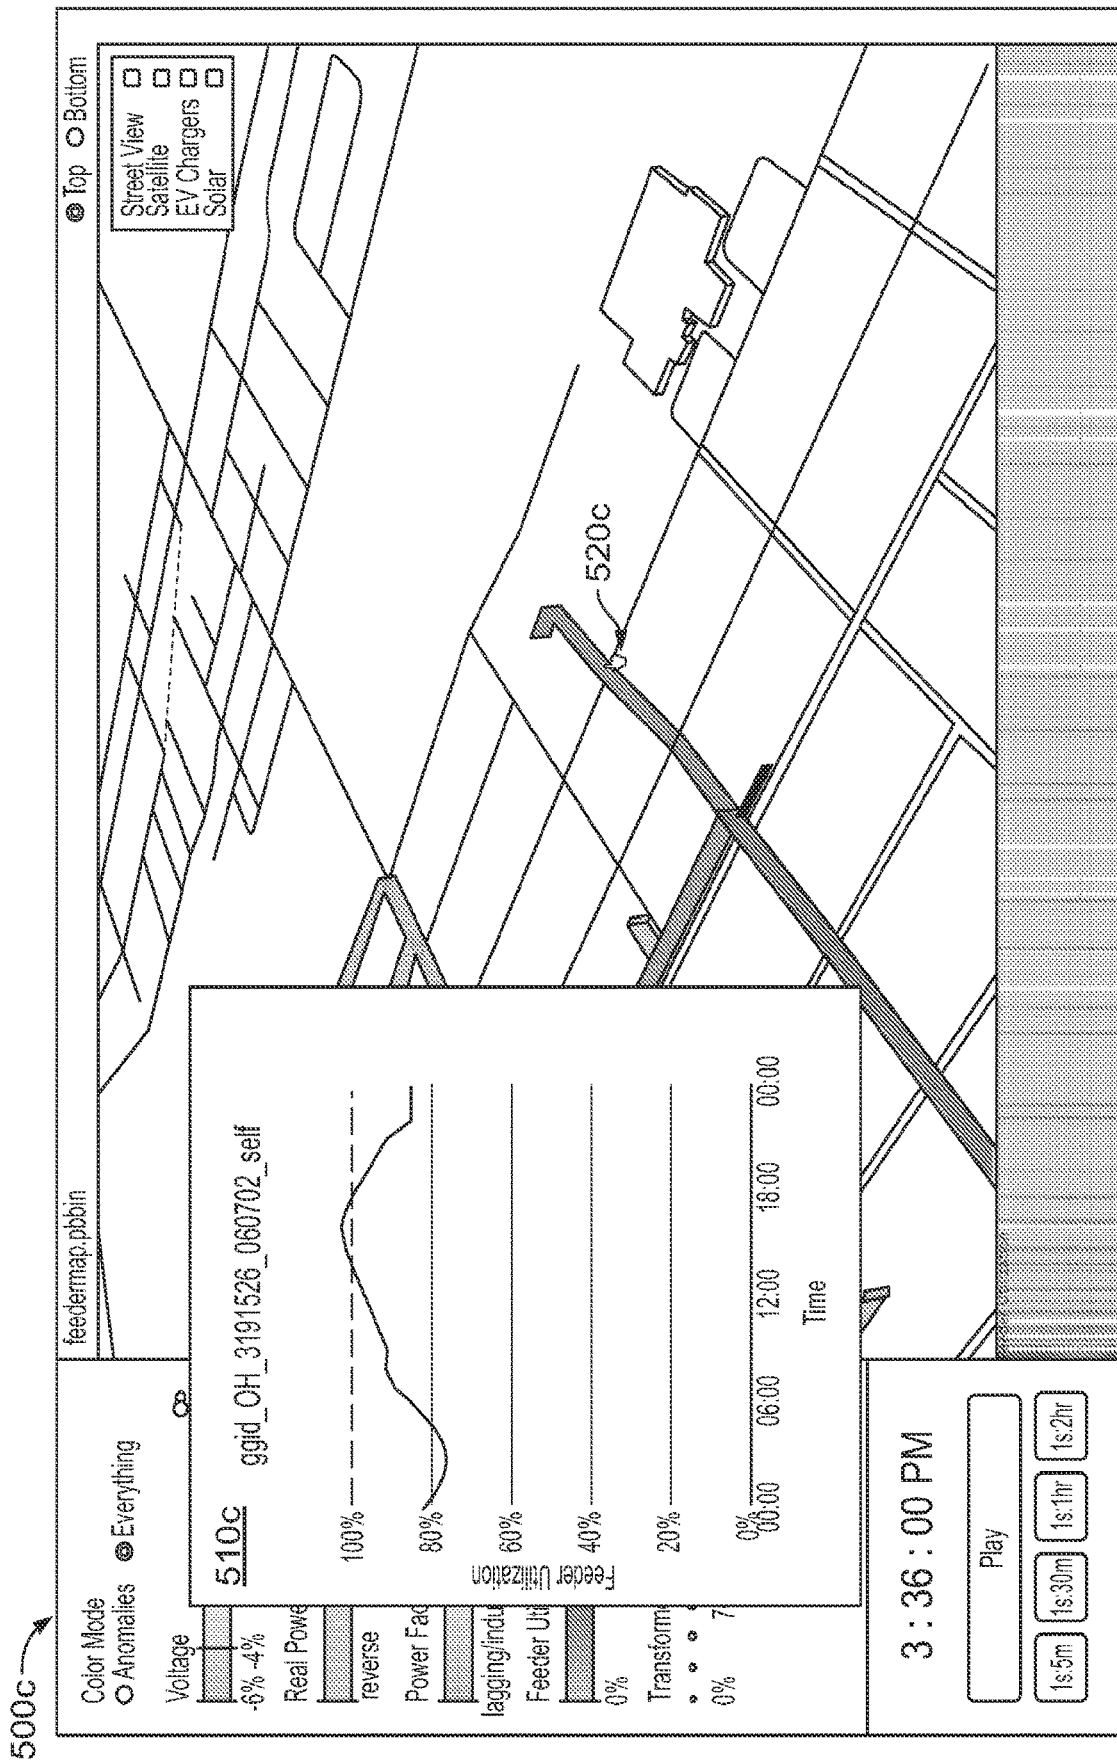 500c
feedermap.pbbin
Top Bottom
Color Mode
Anomalies Everything
Voltage
-6% -4%
Real Powe
reverse
Power Fac
lagging/indu
Feeder Uti
0%
Transforme
0% 7
Street View
Satellite
EV Chargers
Solar
510c
ggid_OH_3191526_060702_self
Feeder Utilization
100%
80%
60%
40%
20%
0%
00:00 06:00 12:00 18:00 00:00
Time
520c
3 : 36 : 00 PM
Play
1s:5m 1s:30m 1s:1hr 1s:2hr